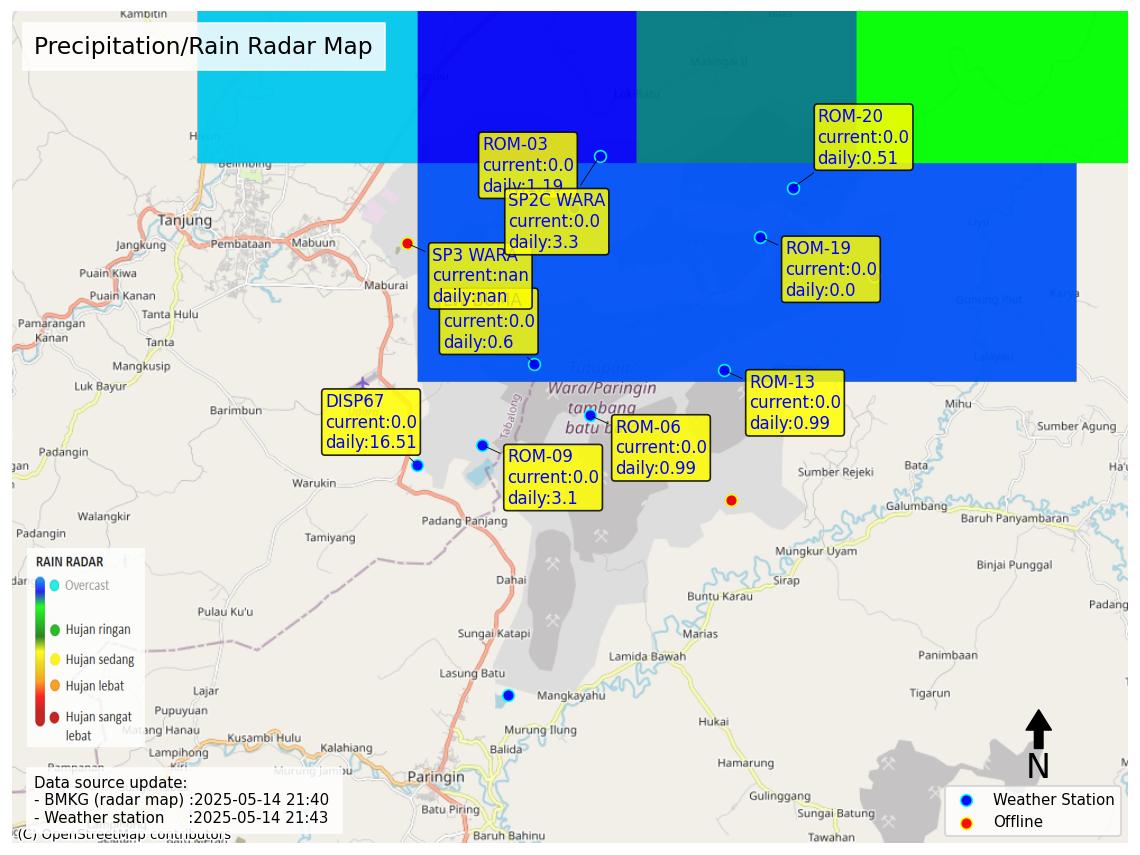 Kambitin
Precipitation/Rain Radar Map
ROM-20
current:0.0
daily:0.51
ROM-03
current:0.0
daily:1.19
SP2C WARA
current:0.0
daily:3.3
Belimbing
Tanjung
Jangkung
Pembataan
Mabuun
ROM-19
current:0.0
daily:0.0
SP3 WARA
current:nan
daily:nan
Puain Kiwa
Maburai
Puain Kanan
current:0.0
daily:0.6
Tanta Hulu
Pamarangan
Kanan
Tanta
Mangkusip
Luk Bayur
Wara/Paringin
tambang
batu b
Tabalong
ROM-13
current:0.0
daily:0.99
DISP67
current:0.0
daily:16.51
Barimbun
Mihu
ROM-06
current:0.0
daily:0.99
Sumber Agung
ROM-09
current:0.0
daily:3.1
Bata
Sumber Rejeki
Warukin
Galumbang
Walangkir
Padang Panjang
Baruh Panyambaran
Padangin
Tamiyang
Mungkur Uyam
Binjai Punggal
RAIN RADAR
Overcast
Hujan ringan
Hujan sedang
Hujan lebat
Hujan sangat
lebat
Dahai
Sirap
Buntu Karau
Padang
Pulau Ku'u
Sungai Katapi
Marias
Lamida Bawah
Panimbaan
Lasung Batu
Lajar
Mangkayahu
Tigarun
Pupuyuan
Matang Hanau
Hukai
Murung Ilung
Kusambi Hulu
Lampihong
Kalahiang
Balida
Hamarung
N
Paringin
Data source update:
- BMKG (radar map) :2025-05-14 21:40
- Weather station :2025-05-14 21:43
Gulinggang
Batu Piring
Sungai Batung
Weather Station
Offline
Baruh Bahinu
Tawahan
(C) OpenStreetMap contributors